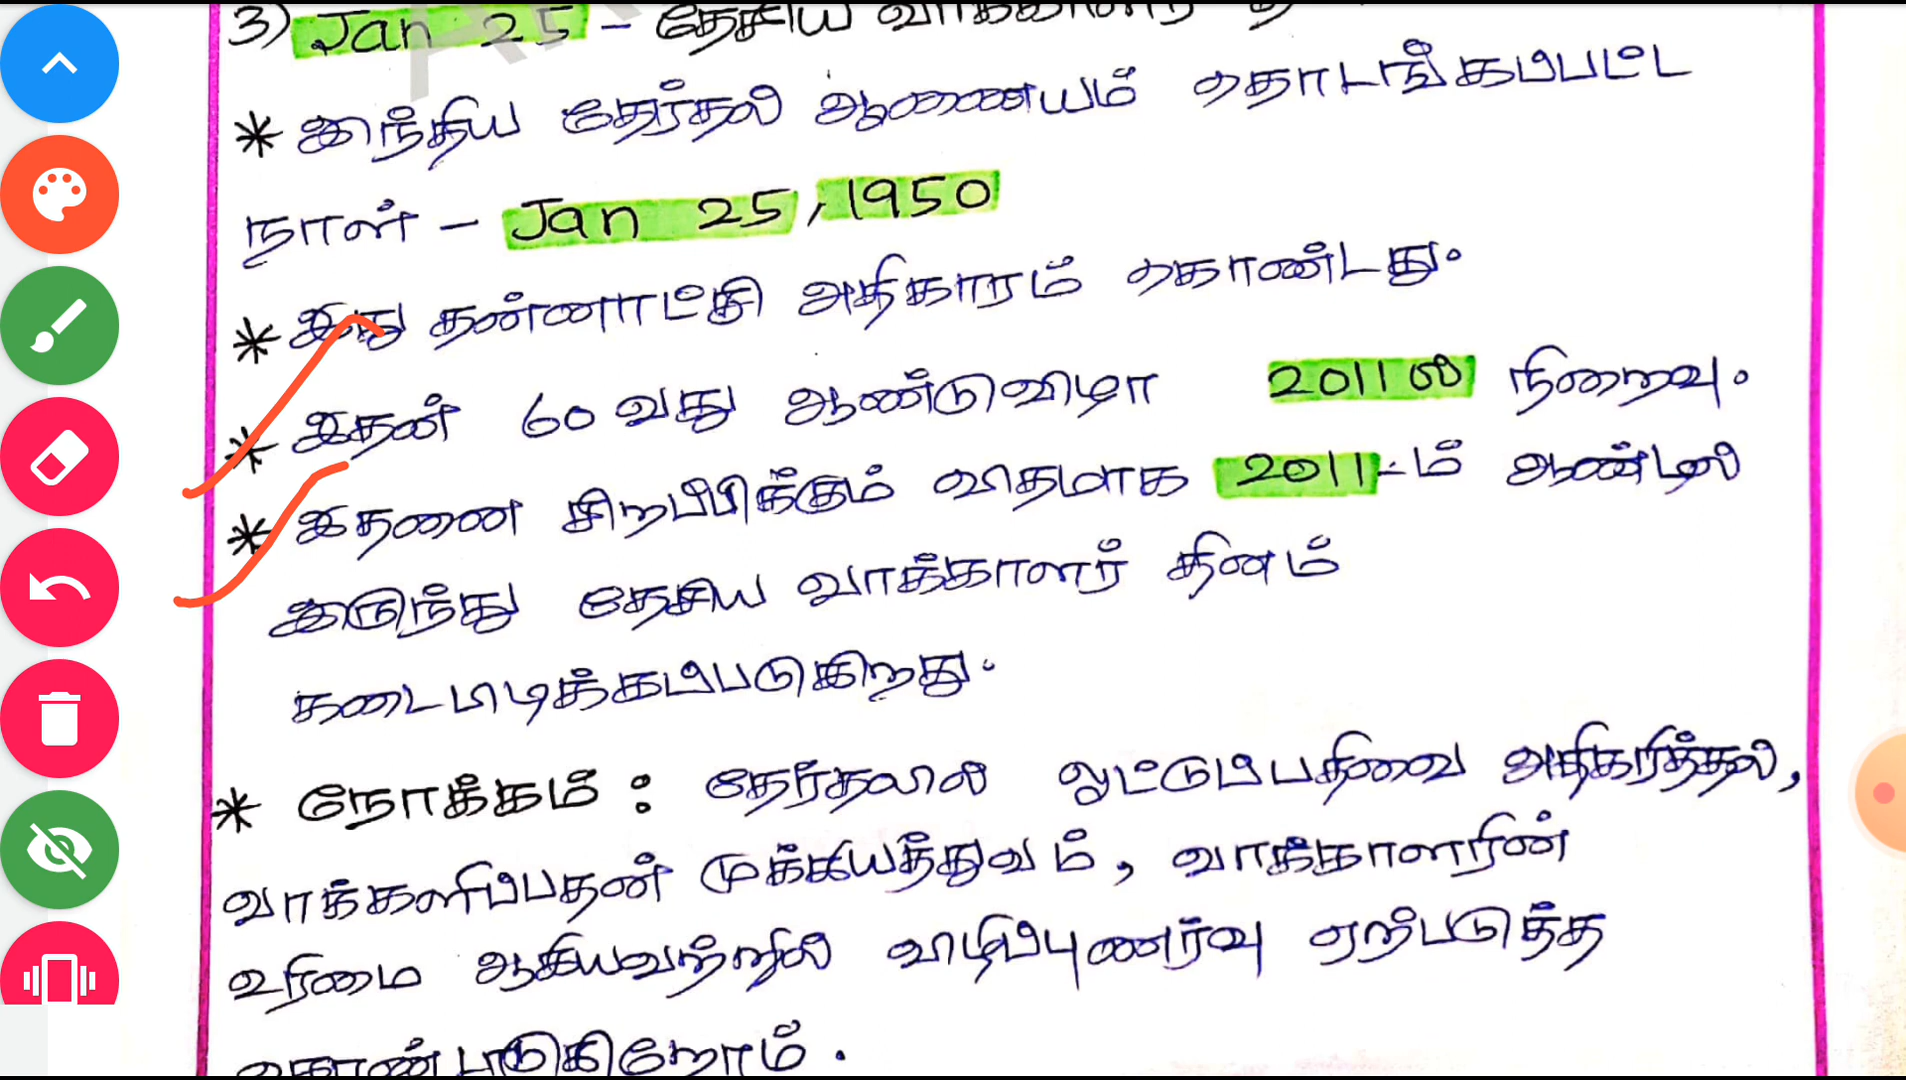 3) Jan 25 - தேசிய வாக்காளர்
* இந்திய தேர்தல் ஆணையம் தொடங்கப்பட்ட
நாள் - Jan 25, 1950
* இது தன்னாட்சி அதிகாரம் கொண்டது.
* இதன் 60 வது ஆண்டுவிழா 2011ல் நிறைவு.
* இதனை சிறப்பிக்கும் விதமாக 2011-ம் ஆண்டில்
இருந்து தேசிய வாக்காளர் தினம்
கடைபிடிக்கப்படுகிறது.
* நோக்கம் : தேர்தலில் ஓட்டுப்பதிவை அதிகரித்தல்,
வாக்களிப்பதன் முக்கியத்துவம், வாக்காளரின்
உரிமை ஆகியவற்றில் விழிப்புணர்வு ஏற்படுத்த